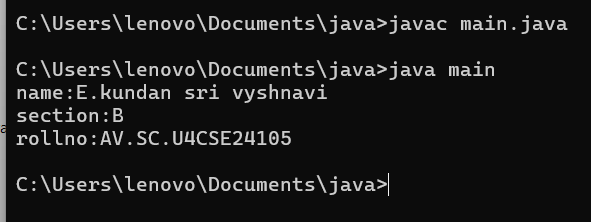 C:\Users\lenovo\Documents\java>javac main.java
C:\Users\lenovo\Documents\java>java main
name:E.kundan sri vyshnavi
section:B
rollno:AV.SC.U4CSE24105
C:\Users\lenovo\Documents\java>